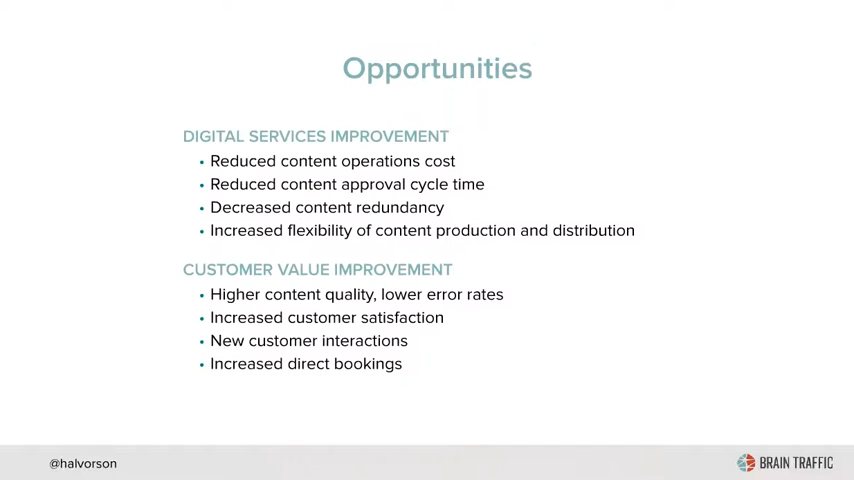 Opportunities
DIGITAL SERVICES IMPROVEMENT
• Reduced content operations cost
• Reduced content approval cycle time
• Decreased content redundancy
• Increased flexibility of content production and distribution
CUSTOMER VALUE IMPROVEMENT
• Higher content quality, lower error rates
• Increased customer satisfaction
• New customer interactions
• Increased direct bookings
@halvorson
BRAIN TRAFFIC